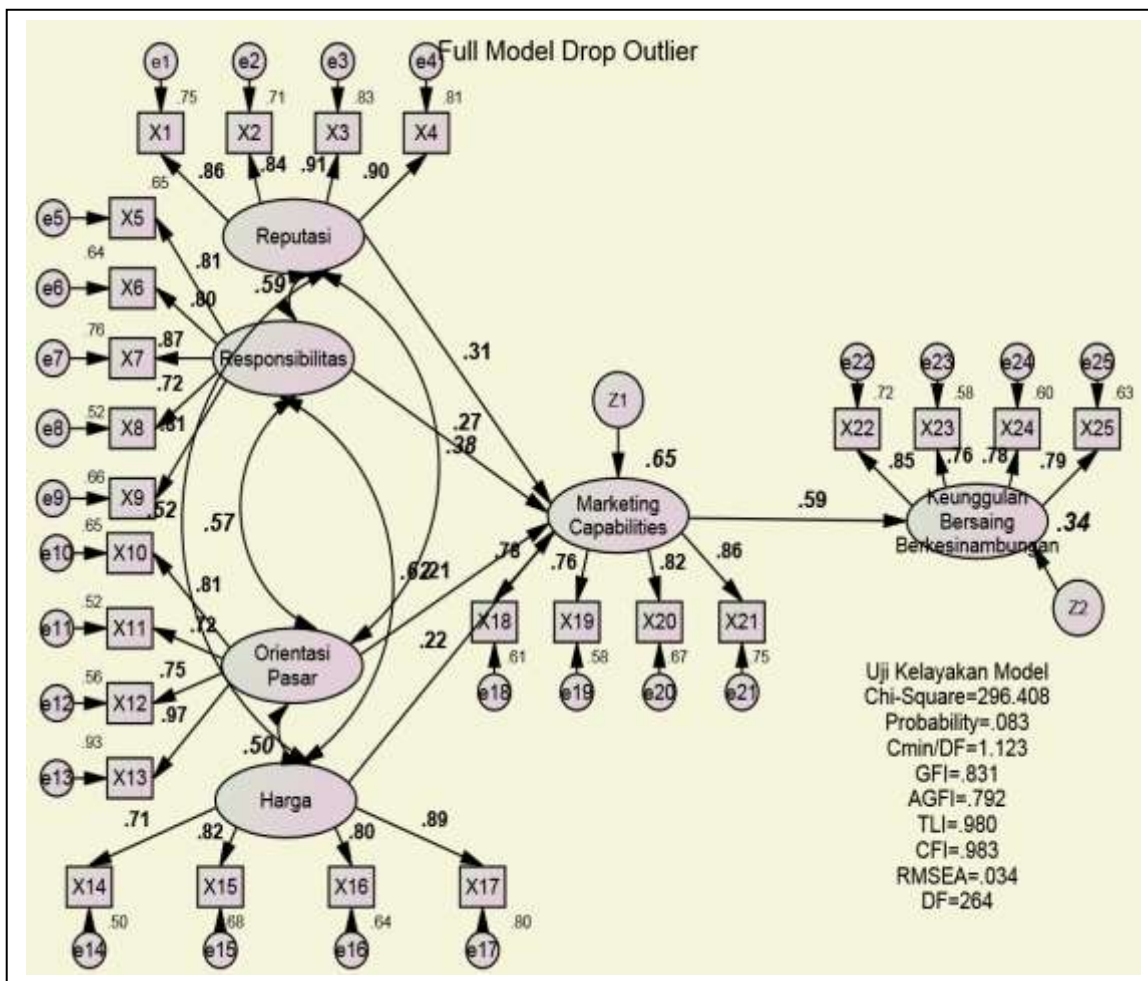 Full Model Drop Outlier
e1 e2 e3 e4
.75 .71 .83 .81
X1 X2 X3 X4
.86 .84 .91 .90
Reputasi
.65
e5 X5
.81
.64
e6 X6
.80
.59
.76
e7 X7
.87
Responsibilitas
.72
.52
e8 X8
.81
.66
e9 X9
.52
.65
e10 X10
.81
.52
e11 X11
.72
.56
e12 X12
.75
.93
e13 X13
.97
.57
Orientasi
Pasar
.50
Harga
.71 .82 .80 .89
X14 X15 X16 X17
.50 .68 .64 .80
e14 e15 e16 e17
.31
.27
.38
.62
.21
.22
Z1
.65
Marketing
Capabilities
.78 .76 .82 .86
X18 X19 X20 X21
.61 .58 .67 .75
e18 e19 e20 e21
.59
e22 e23 e24 e25
.72 .58 .60 .63
X22 X23 X24 X25
.85 .76 .78 .79
Keunggulan
Bersaing
Berkesinambungan
.34
Z2
Uji Kelayakan Model
Chi-Square=296.408
Probability=.083
Cmin/DF=1.123
GFI=.831
AGFI=.792
TLI=.980
CFI=.983
RMSEA=.034
DF=264